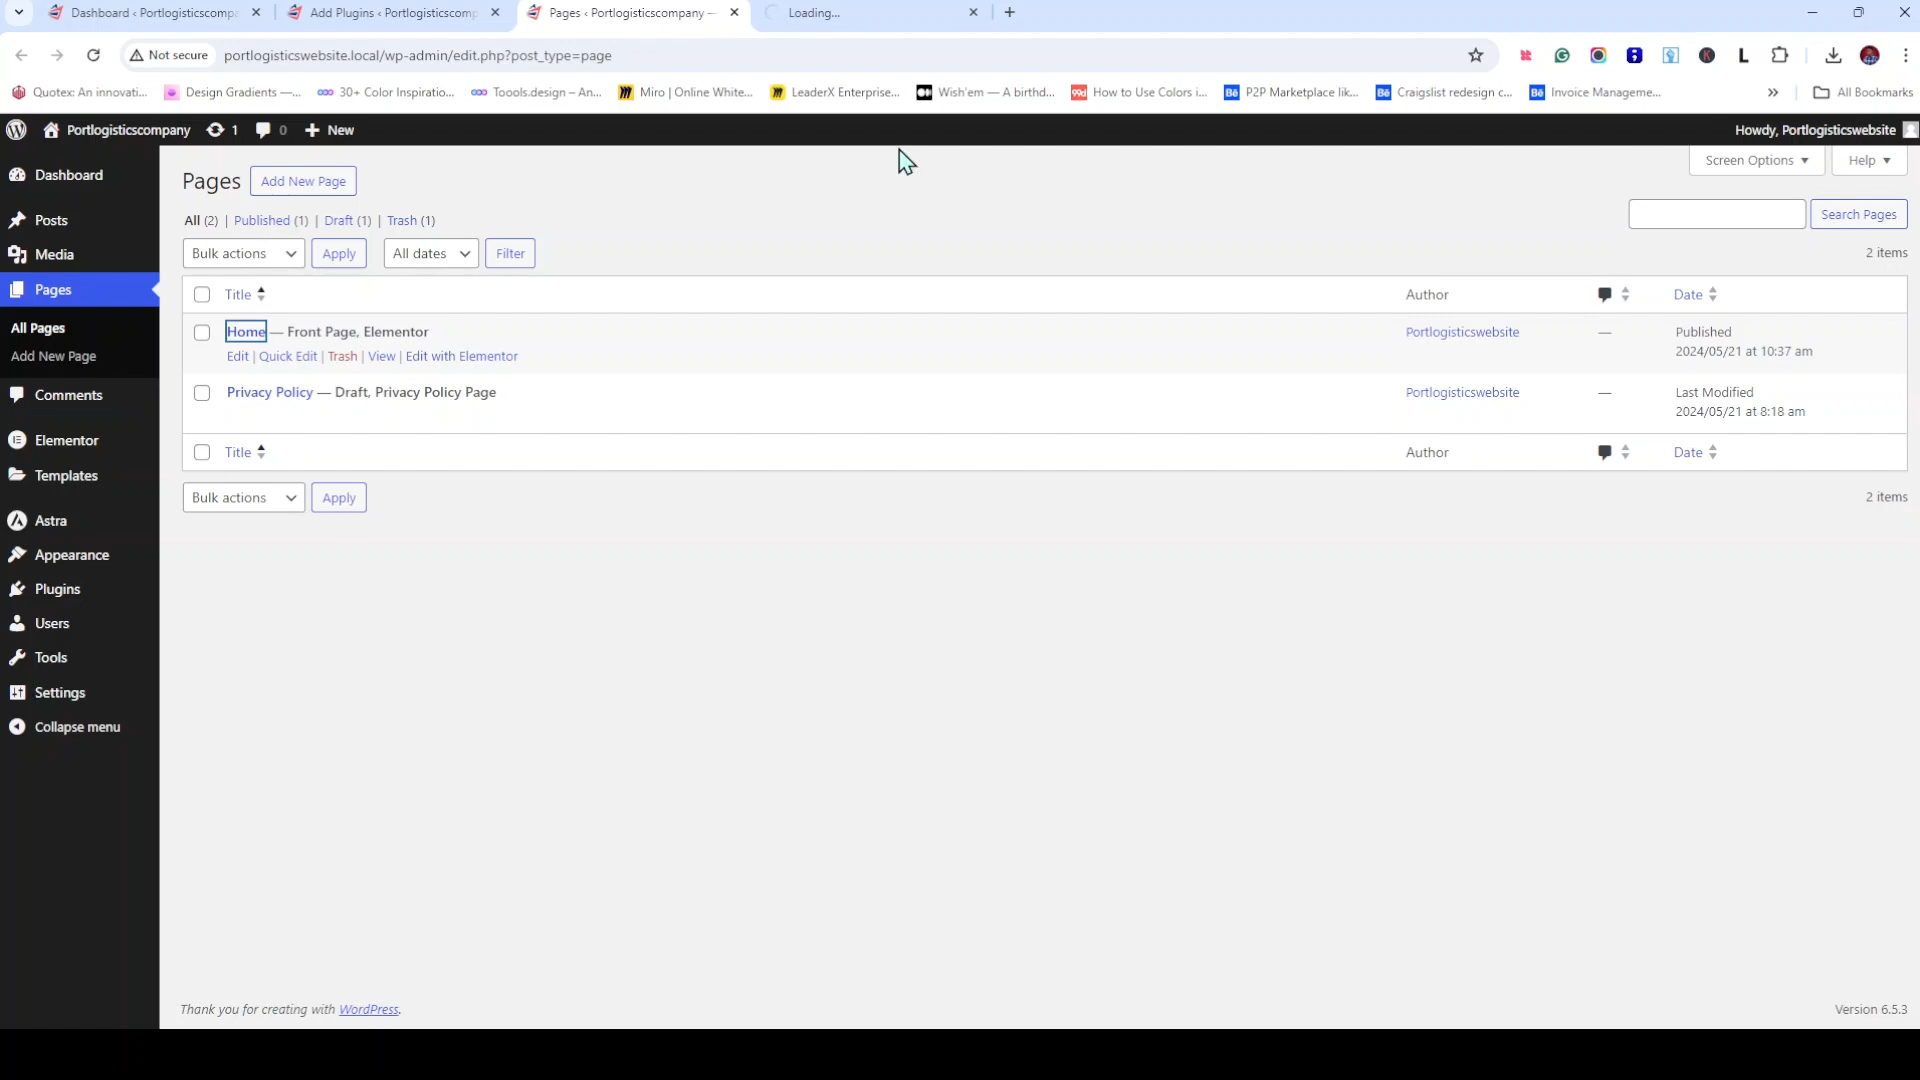 Dashboard ‹ Portlogisticscompa
Add Plugins ‹ Portlogisticscomp
Pages ‹ Portlogisticscompany —
Loading...
Not secure
portlogisticswebsite.local/wp-admin/edit.php?post_type=page
Quotex: An innovati...
Design Gradients —...
30+ Color Inspiratio...
Toools.design – An...
Miro | Online White...
LeaderX Enterprise...
Wish'em — A birthd...
How to Use Colors i...
P2P Marketplace lik...
Craigslist redesign c...
Invoice Manageme...
»
All Bookmarks
Portlogisticscompany
1
0
New
Howdy, Portlogisticswebsite
Dashboard
Posts
Media
Pages
All Pages
Add New Page
Comments
Elementor
Templates
Astra
Appearance
Plugins
Users
Tools
Settings
Collapse menu
Screen Options
Help
Pages
Add New Page
All (2) | Published (1) | Draft (1) | Trash (1)
Search Pages
Bulk actions
Apply
All dates
Filter
2 items
Title
Author
Date
Home — Front Page, Elementor
Edit | Quick Edit | Trash | View | Edit with Elementor
Portlogisticswebsite
—
Published
2024/05/21 at 10:37 am
Privacy Policy — Draft, Privacy Policy Page
Portlogisticswebsite
—
Last Modified
2024/05/21 at 8:18 am
Title
Author
Date
Bulk actions
Apply
2 items
Thank you for creating with WordPress.
Version 6.5.3